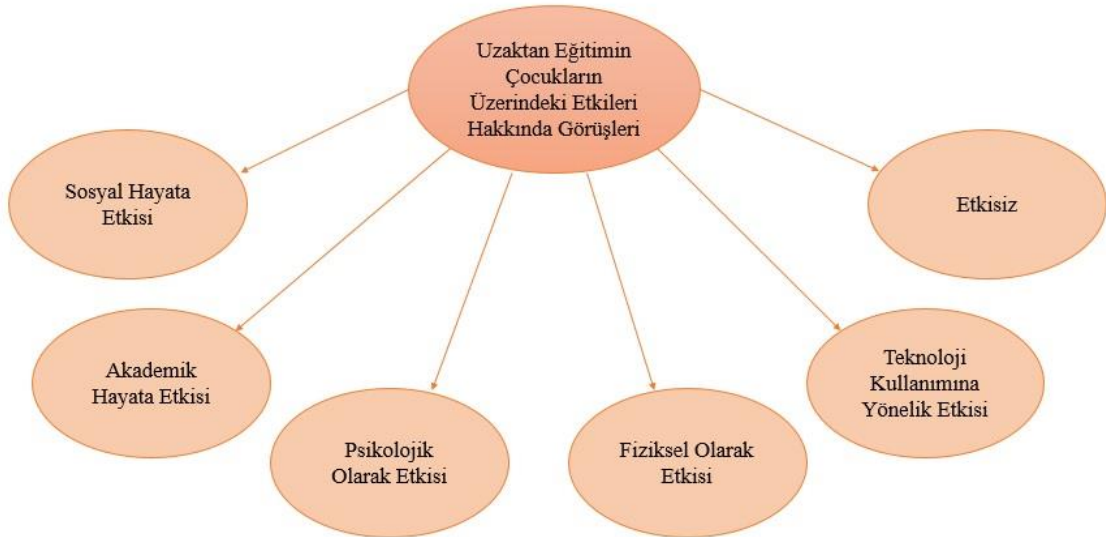 Uzaktan Eğitimin
Çocukların
Üzerindeki Etkileri
Hakkında Görüşleri
Sosyal Hayata
Etkisi
Etkisiz
Akademik
Hayata Etkisi
Teknoloji
Kullanımına
Yönelik Etkisi
Psikolojik
Olarak Etkisi
Fiziksel Olarak
Etkisi